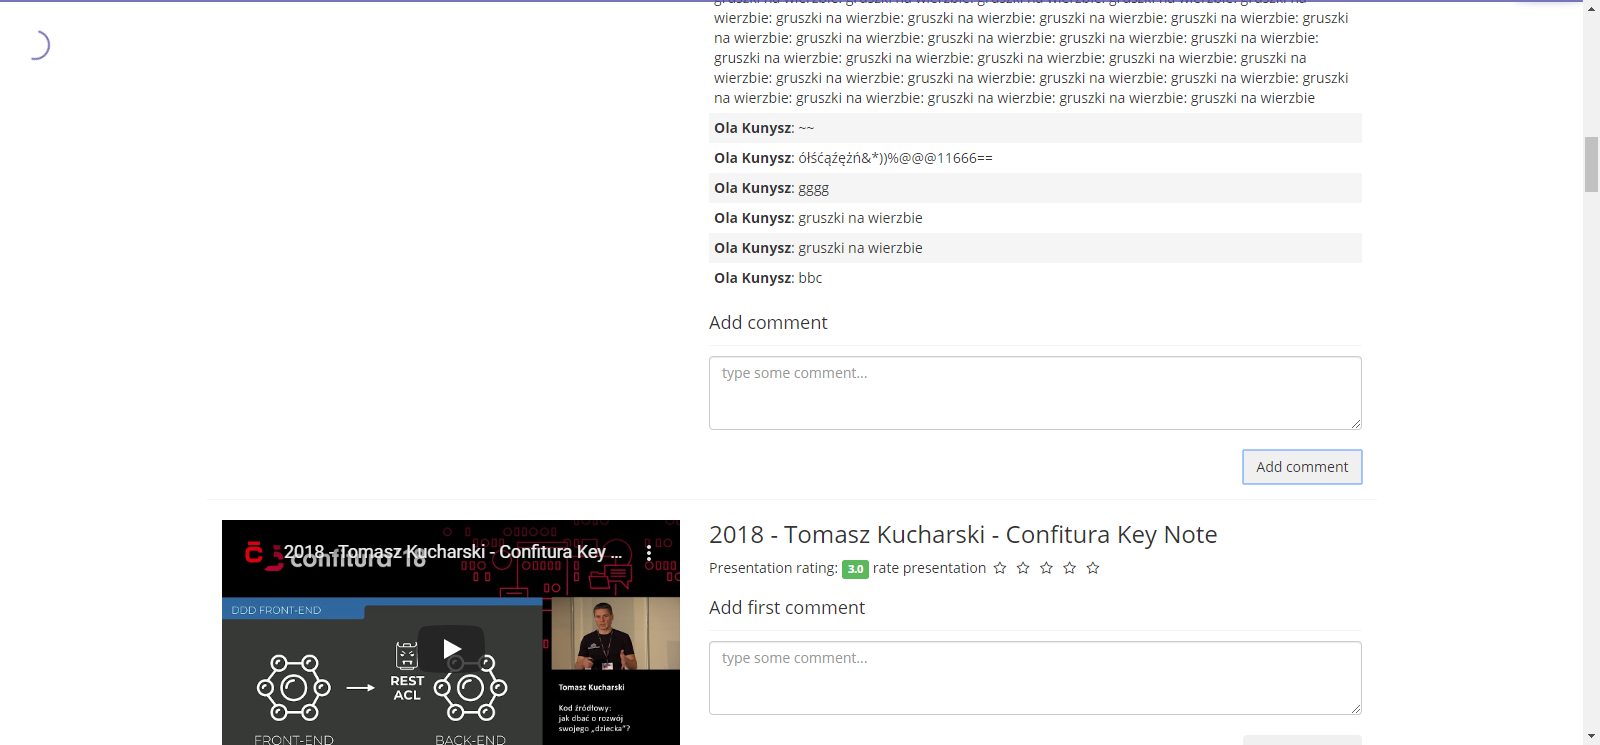 wierzbie: gruszki na wierzbie: gruszki na wierzbie: gruszki na wierzbie: gruszki na wierzbie: gruszki
na wierzbie: gruszki na wierzbie: gruszki na wierzbie: gruszki na wierzbie: gruszki na wierzbie:
gruszki na wierzbie: gruszki na wierzbie: gruszki na wierzbie: gruszki na wierzbie: gruszki na
wierzbie: gruszki na wierzbie: gruszki na wierzbie: gruszki na wierzbie: gruszki na wierzbie: gruszki
na wierzbie: gruszki na wierzbie: gruszki na wierzbie: gruszki na wierzbie: gruszki na wierzbie
Ola Kunysz: ~~
Ola Kunysz: ółśćąźężń&*))%@@@11666==
Ola Kunysz: gggg
Ola Kunysz: gruszki na wierzbie
Ola Kunysz: gruszki na wierzbie
Ola Kunysz: bbc
Add comment
type some comment...
Add comment
2018 - Tomasz Kucharski - Confitura Key ...
confitura 18
DDD FRONT-END
REST
ACL
FRONT-END
BACK-END
Tomasz Kucharski
Kod źródłowy:
jak dbać o rozwój
swojego „dziecka"?
2018 - Tomasz Kucharski - Confitura Key Note
Presentation rating: 3.0 rate presentation
Add first comment
type some comment...